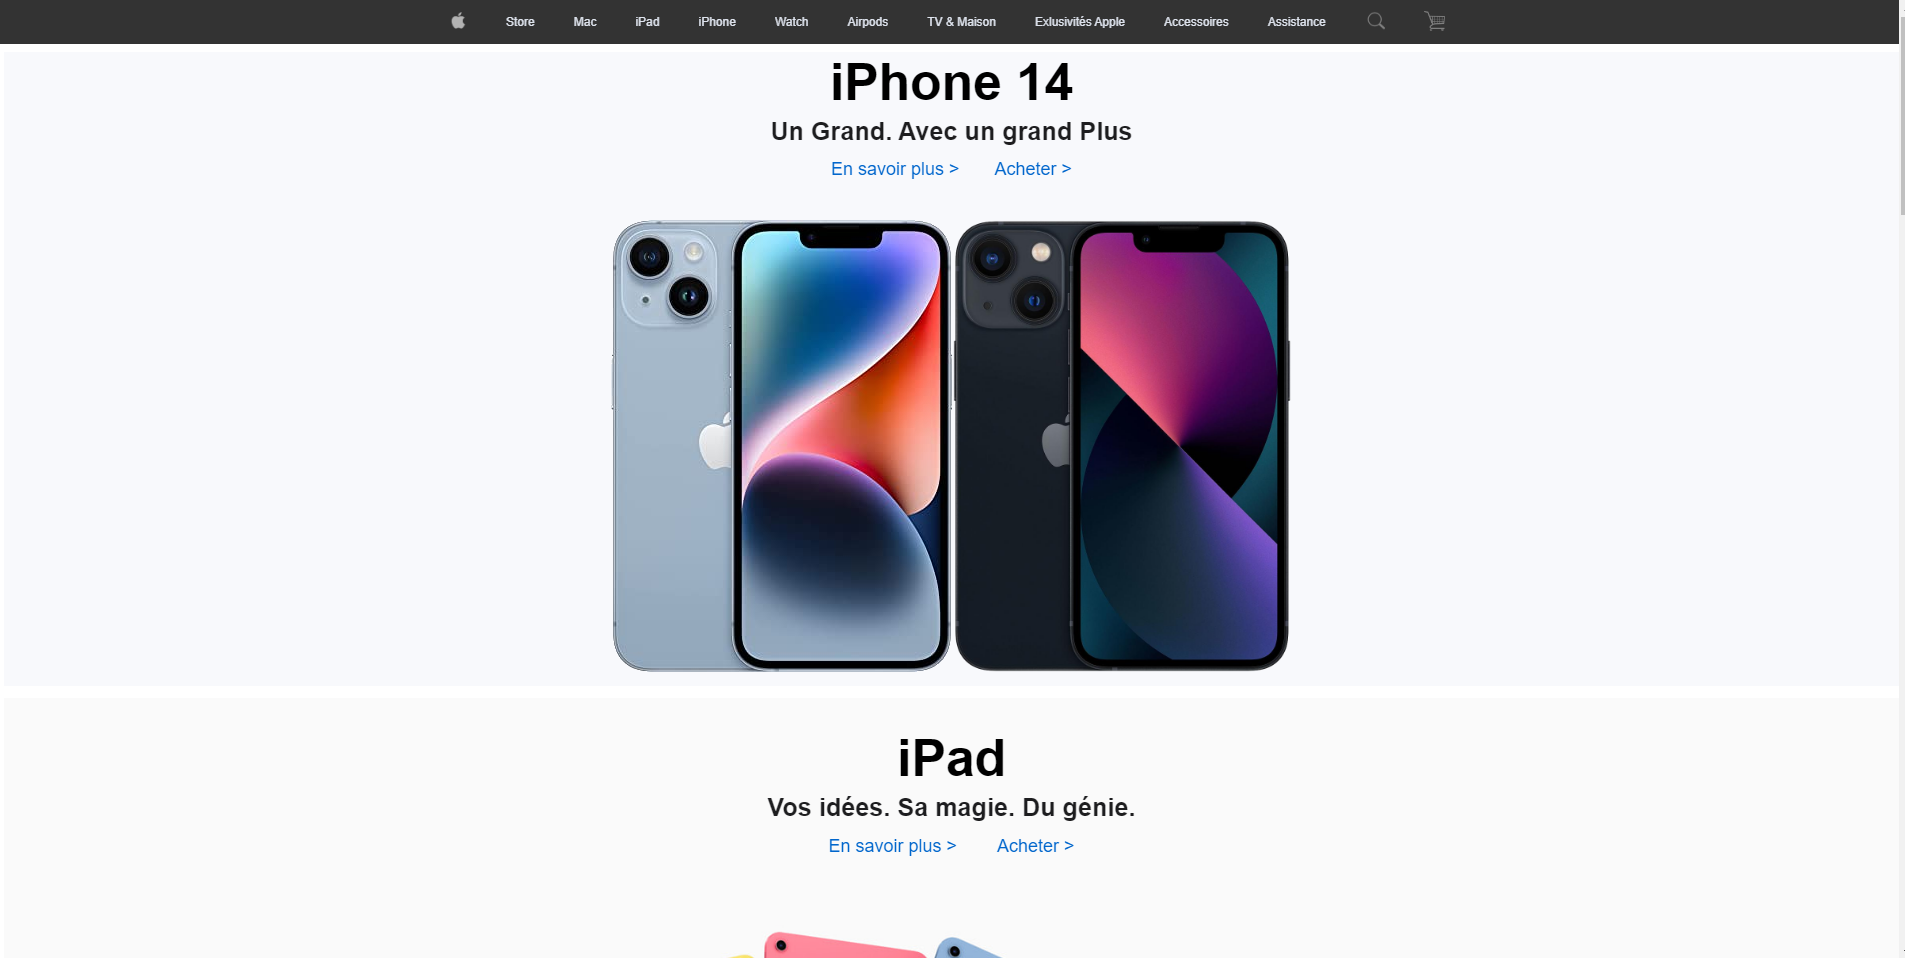 Store Mac iPad iPhone Watch Airpods TV & Maison Exlusivités Apple Accessoires Assistance
iPhone 14
Un Grand. Avec un grand Plus
En savoir plus > Acheter >
iPad
Vos idées. Sa magie. Du génie.
En savoir plus > Acheter >